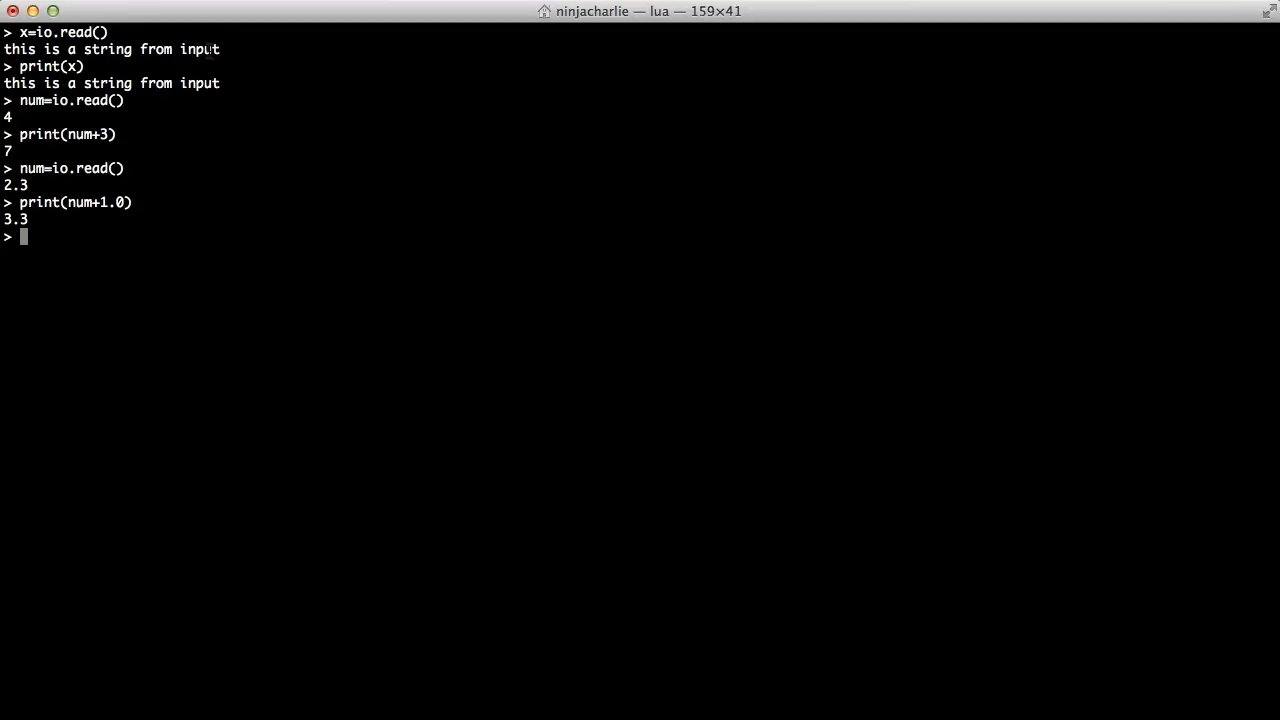 ninjacharlie — lua — 159×41
> x=io.read()
this is a string from input
> print(x)
this is a string from input
> num=io.read()
4
> print(num+3)
7
> num=io.read()
2.3
> print(num+1.0)
3.3
>